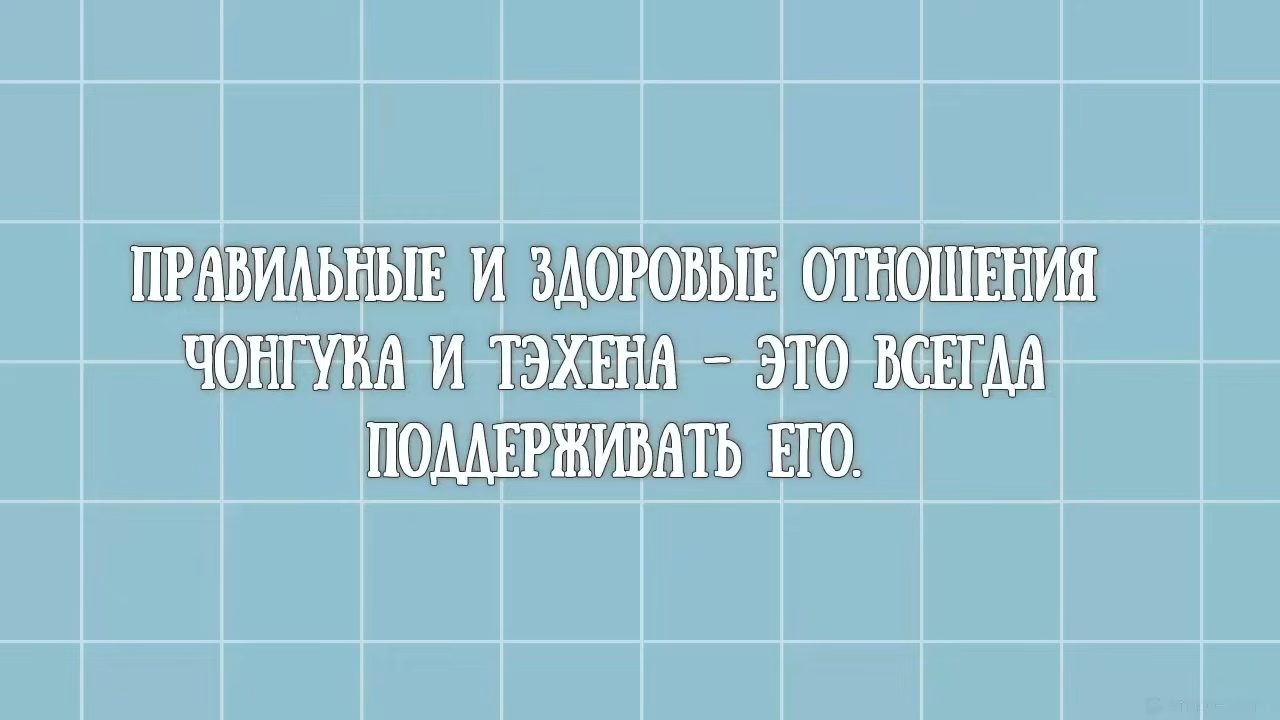 ПРАВИЛЬНЫЕ И ЗДОРОВЫЕ ОТНОШЕНИЯ
ЧОНГУКА И ТЭХЕНА - ЭТО ВСЕГДА
ПОДДЕРЖИВАТЬ ЕГО.